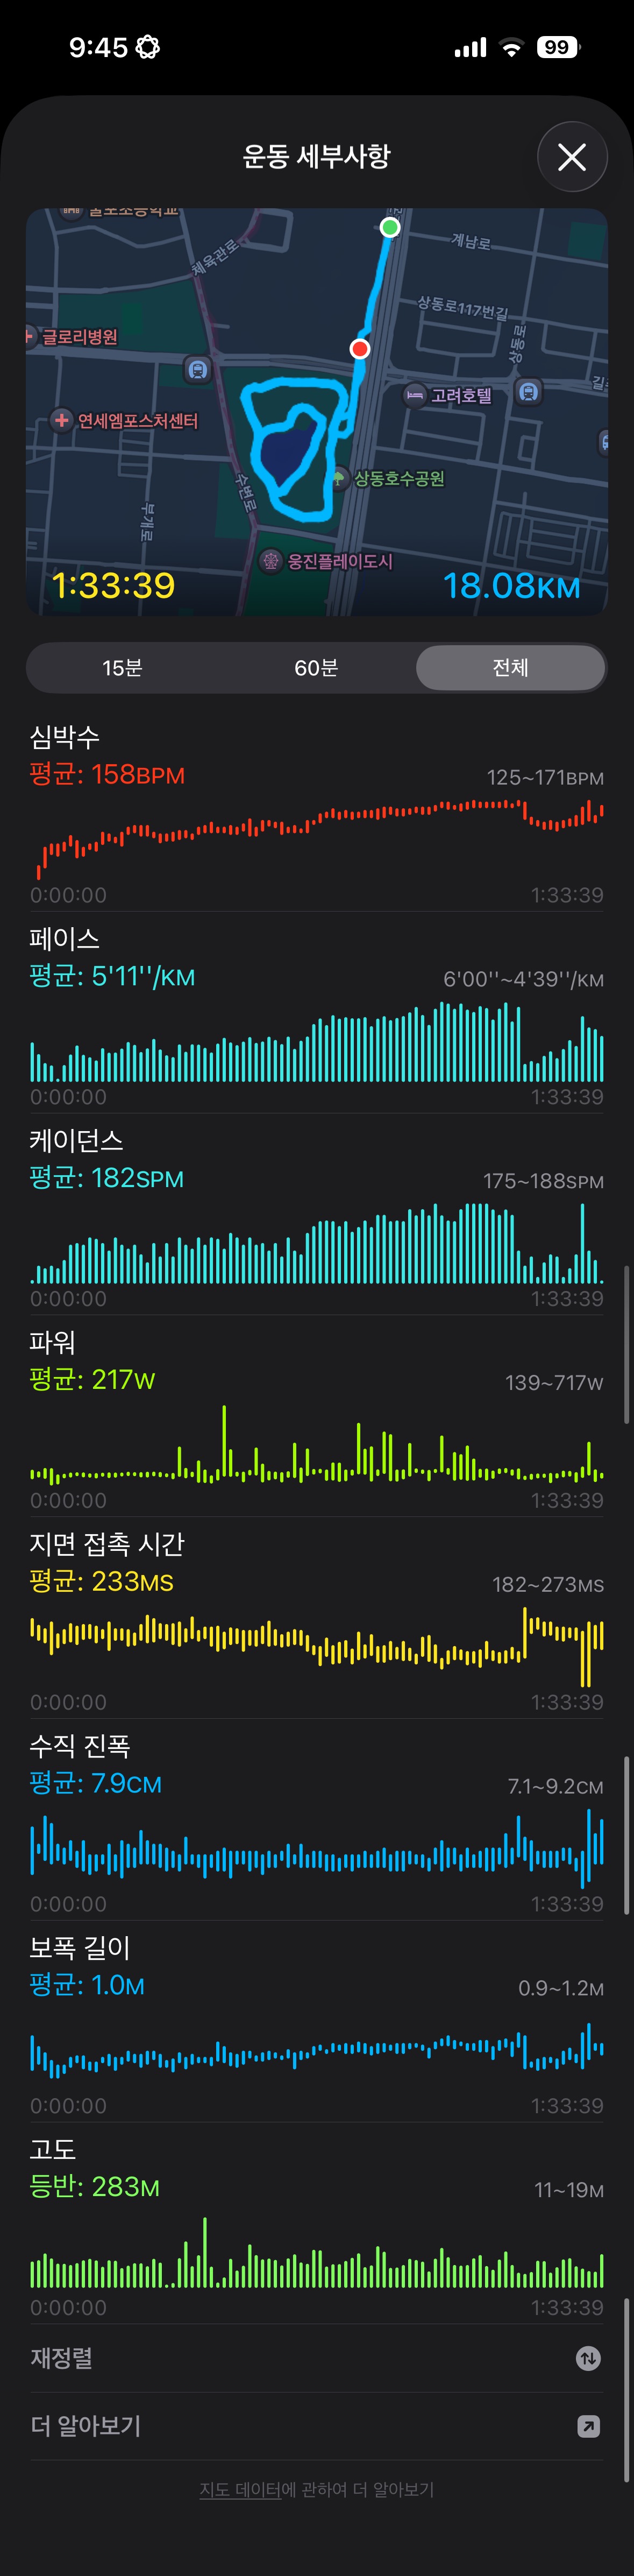 9:45
99
운동 세부사항
체육관로
계남로
상동로117번길
상동로
글로리병원
고려호텔
연세엠포스처센터
상동호수공원
수변로
부개로
웅진플레이도시
1:33:39
18.08KM
15분
60분
전체
심박수
평균: 158BPM
125~171BPM
0:00:00
1:33:39
페이스
평균: 5'11''/KM
6'00''~4'39''/KM
0:00:00
1:33:39
케이던스
평균: 182SPM
175~188SPM
0:00:00
1:33:39
파워
평균: 217W
139~717W
0:00:00
1:33:39
지면 접촉 시간
평균: 233MS
182~273MS
0:00:00
1:33:39
수직 진폭
평균: 7.9CM
7.1~9.2CM
0:00:00
1:33:39
보폭 길이
평균: 1.0M
0.9~1.2M
0:00:00
1:33:39
고도
등반: 283M
11~19M
0:00:00
1:33:39
재정렬
더 알아보기
지도 데이터에 관하여 더 알아보기